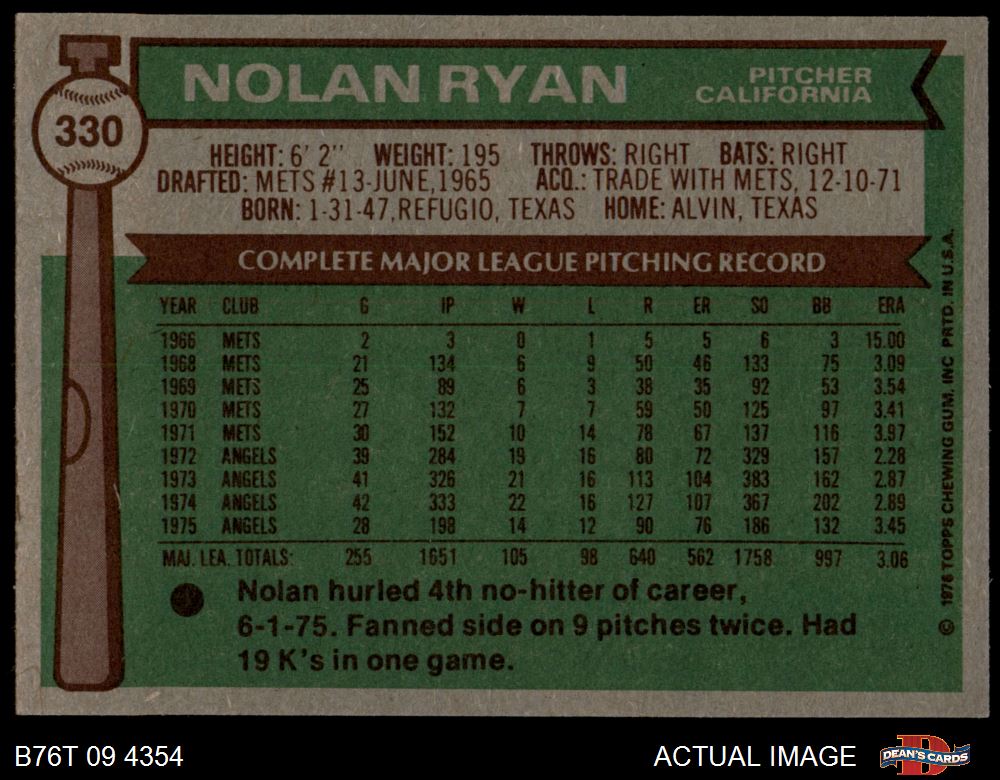 NOLAN RYAN
PITCHER
CALIFORNIA
330
HEIGHT: 6' 2" WEIGHT: 195 THROWS: RIGHT BATS: RIGHT
DRAFTED: METS #13-JUNE, 1965 ACQ.: TRADE WITH METS, 12-10-71
BORN: 1-31-47, REFUGIO, TEXAS HOME: ALVIN, TEXAS
COMPLETE MAJOR LEAGUE PITCHING RECORD
YEAR CLUB G IP W L R ER SO BB ERA
1966 METS 2 3 0 1 5 5 6 3 15.00
1968 METS 21 134 6 9 50 46 133 75 3.09
1969 METS 25 89 6 3 38 35 92 53 3.54
1970 METS 27 132 7 7 59 50 125 97 3.41
1971 METS 30 152 10 14 78 67 137 116 3.97
1972 ANGELS 39 284 19 16 80 72 329 157 2.28
1973 ANGELS 41 326 21 16 113 104 383 162 2.87
1974 ANGELS 42 333 22 16 127 107 367 202 2.89
1975 ANGELS 28 198 14 12 90 76 186 132 3.45
MAJ. LEA. TOTALS: 255 1651 105 98 640 562 1758 997 3.06
Nolan hurled 4th no-hitter of career,
6-1-75. Fanned side on 9 pitches twice. Had
19 K's in one game.
© 1976 TOPPS CHEWING GUM, INC PRTD. IN U.S.A.
B76T 09 4354
ACTUAL IMAGE
DEAN'S CARDS